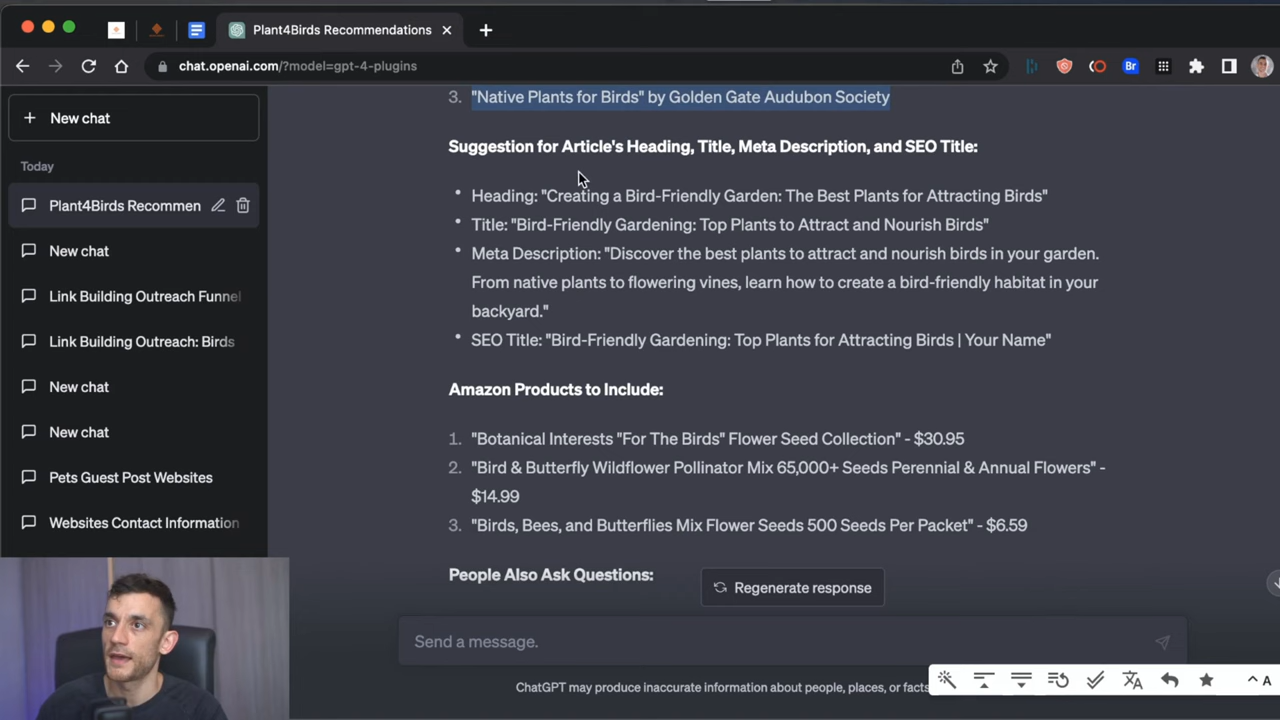 Plant4Birds Recommendations
chat.openai.com/?model=gpt-4-plugins
Br
New chat
Today
Plant4Birds Recommen
New chat
Link Building Outreach Funnel
Link Building Outreach: Birds
New chat
New chat
Pets Guest Post Websites
Websites Contact Information
3. "Native Plants for Birds" by Golden Gate Audubon Society
Suggestion for Article's Heading, Title, Meta Description, and SEO Title:
• Heading: "Creating a Bird-Friendly Garden: The Best Plants for Attracting Birds"
• Title: "Bird-Friendly Gardening: Top Plants to Attract and Nourish Birds"
• Meta Description: "Discover the best plants to attract and nourish birds in your garden.
From native plants to flowering vines, learn how to create a bird-friendly habitat in your
backyard."
• SEO Title: "Bird-Friendly Gardening: Top Plants for Attracting Birds | Your Name"
Amazon Products to Include:
1. "Botanical Interests "For The Birds" Flower Seed Collection" - $30.95
2. "Bird & Butterfly Wildflower Pollinator Mix 65,000+ Seeds Perennial & Annual Flowers" -
$14.99
3. "Birds, Bees, and Butterflies Mix Flower Seeds 500 Seeds Per Packet" - $6.59
People Also Ask Questions:
Regenerate response
Send a message.
ChatGPT may produce inaccurate information about people, places, or facts
A